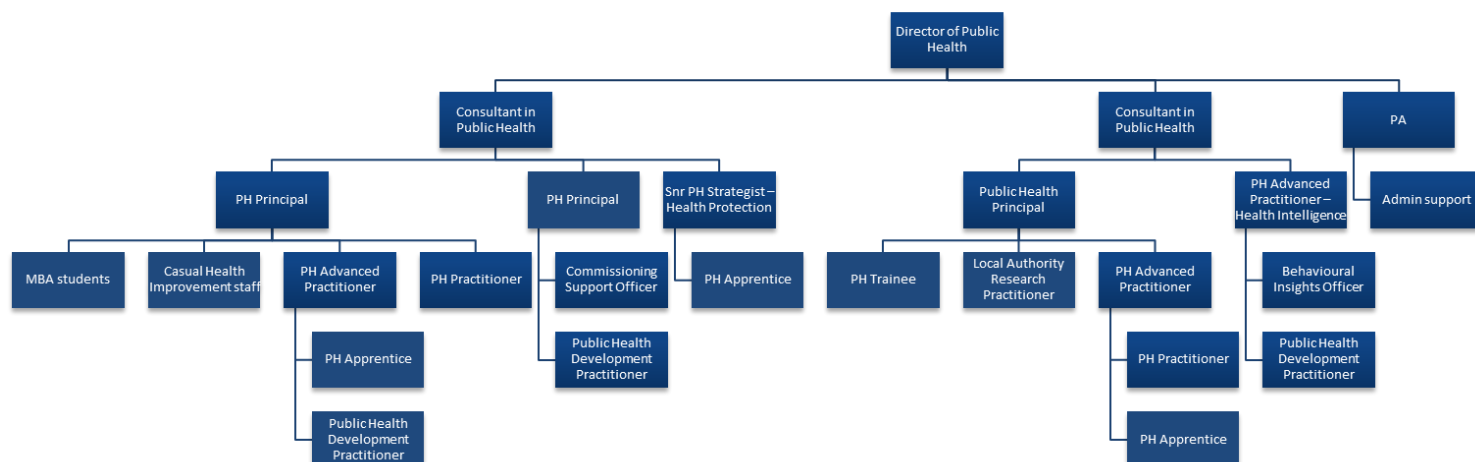 Director of Public
Health
Consultant in
Public Health
Consultant in
Public Health
PA
PH Principal
PH Principal
Snr PH Strategist –
Health Protection
Public Health
Principal
PH Advanced
Practitioner –
Health Intelligence
Admin support
MBA students
Casual Health
Improvement staff
PH Advanced
Practitioner
PH Practitioner
Commissioning
Support Officer
PH Apprentice
PH Trainee
Local Authority
Research
Practitioner
PH Advanced
Practitioner
Behavioural
Insights Officer
PH Apprentice
Public Health
Development
Practitioner
PH Practitioner
Public Health
Development
Practitioner
Public Health
Development
Practitioner
PH Apprentice